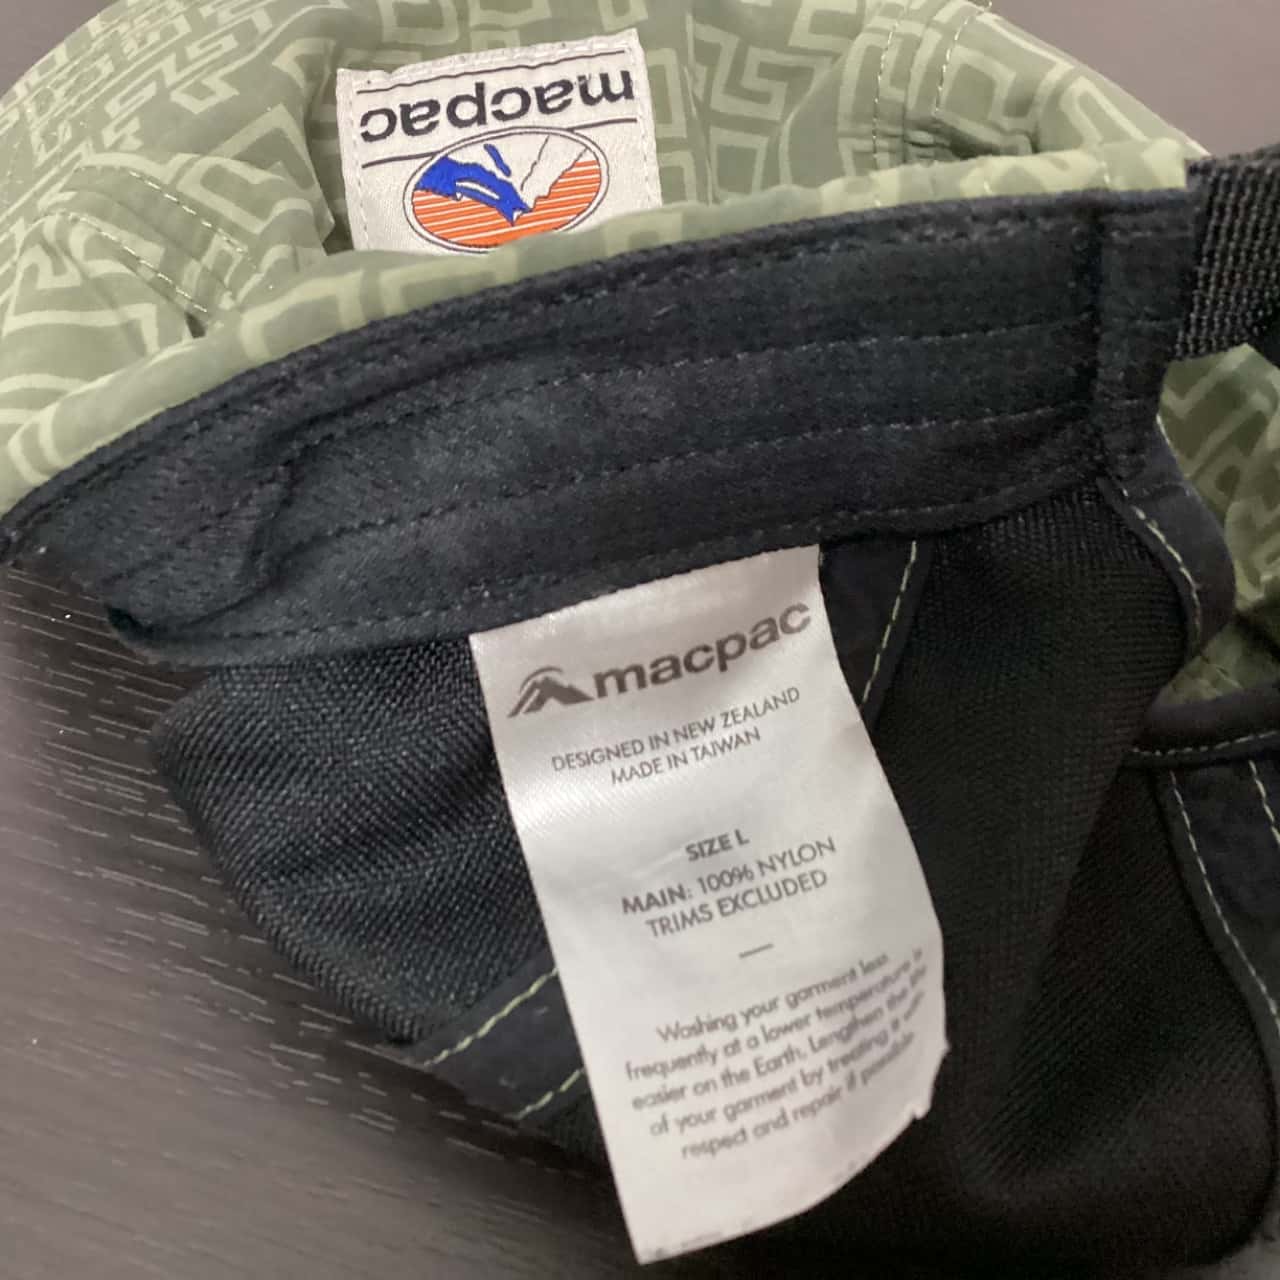 macpac
macpac
DESIGNED IN NEW ZEALAND
MADE IN TAIWAN
SIZE L
MAIN: 100% NYLON
TRIMS EXCLUDED
Washing your garment less
frequently at a lower temperature is
easier on the Earth. Lengthen the life
of your garment by treating it with
respect and repair if possible.